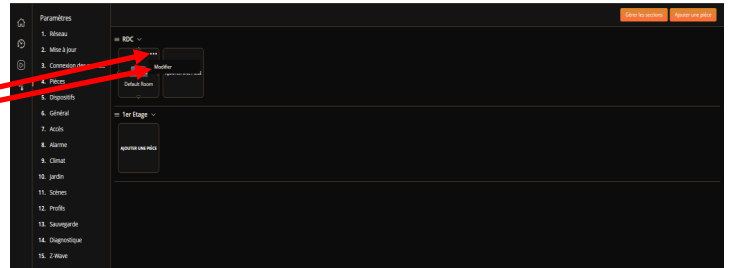 Paramètres
Gérer les sections
Ajouter une pièce
1. Réseau
2. Mise à jour
3. Connexion des
4. Pièces
5. Dispositifs
6. Général
7. Accès
8. Alarme
9. Climat
10. Jardin
11. Scènes
12. Profils
13. Sauvegarde
14. Diagnostique
15. Z-Wave
RDC
Modifier
Default Room
1er Etage
AJOUTER UNE PIÈCE